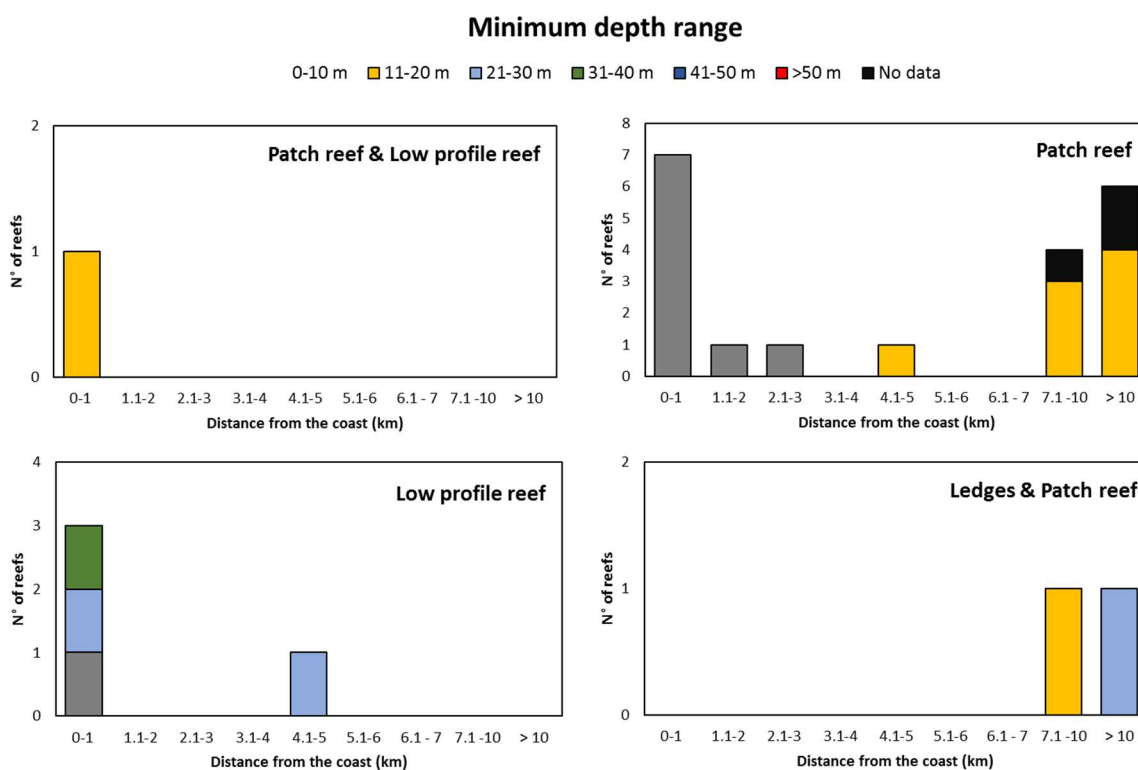 Minimum depth range
0-10 m 11-20 m 21-30 m 31-40 m 41-50 m >50 m No data
2
1
0
N° of reefs
Patch reef & Low profile reef
0-1 1.1-2 2.1-3 3.1-4 4.1-5 5.1-6 6.1 - 7 7.1 -10 > 10
Distance from the coast (km)
8
7
6
5
4
3
2
1
0
N° of reefs
Patch reef
0-1 1.1-2 2.1-3 3.1-4 4.1-5 5.1-6 6.1 - 7 7.1 -10 > 10
Distance from the coast (km)
4
3
2
1
0
N° of reefs
Low profile reef
0-1 1.1-2 2.1-3 3.1-4 4.1-5 5.1-6 6.1 - 7 7.1 -10 > 10
Distance from the coast (km)
2
1
0
N° of reefs
Ledges & Patch reef
0-1 1.1-2 2.1-3 3.1-4 4.1-5 5.1-6 6.1 - 7 7.1 -10 > 10
Distance from the coast (km)